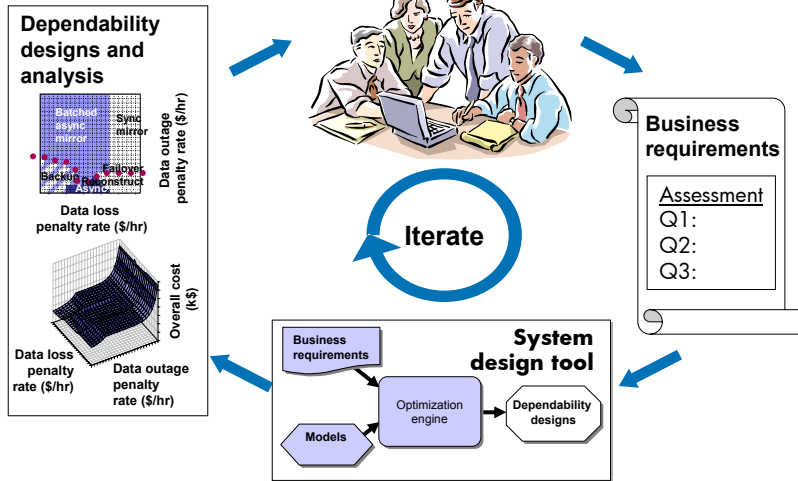 Dependability
designs and
analysis
Batched
async
mirror
Sync
mirror
Failover
Backup
Reconstruct
Async
Data outage
penalty rate ($/hr)
Data loss
penalty rate ($/hr)
Overall cost
(k$)
Data loss
penalty
rate ($/hr)
Data outage
penalty
rate ($/hr)
Business
requirements
Assessment
Q1:
Q2:
Q3:
Iterate
System
design tool
Business
requirements
Models
Optimization
engine
Dependability
designs